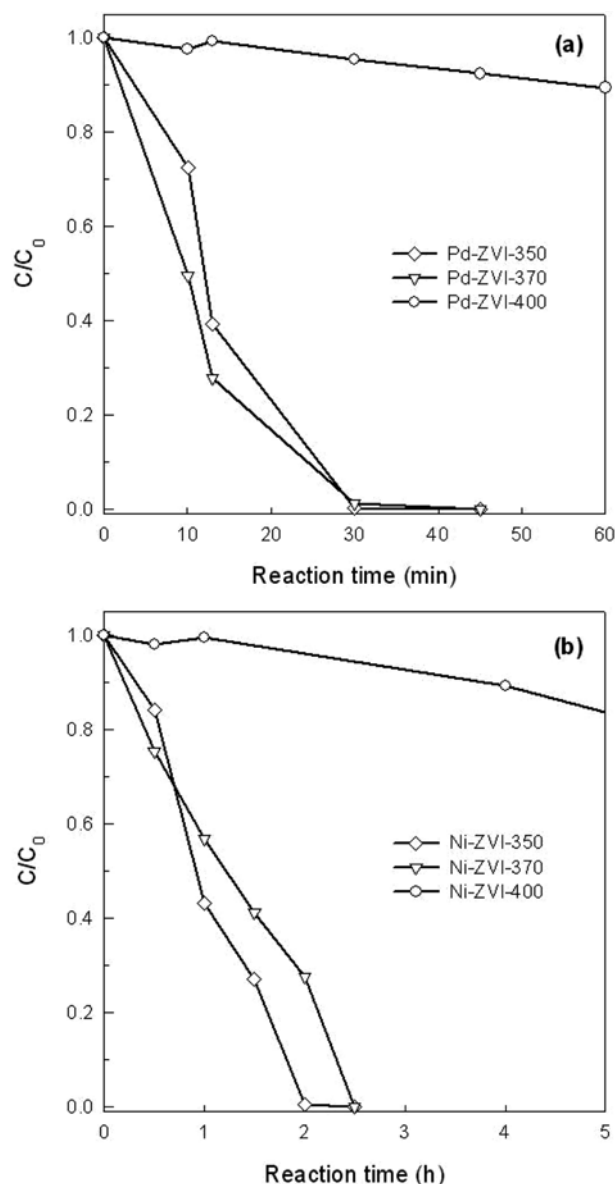 (a)
1.0
0.8
0.6
0.4
0.2
0.0
C/C₀
Pd-ZVI-350
Pd-ZVI-370
Pd-ZVI-400
0 10 20 30 40 50 60
Reaction time (min)
(b)
1.0
0.8
0.6
0.4
0.2
0.0
C/C₀
Ni-ZVI-350
Ni-ZVI-370
Ni-ZVI-400
0 1 2 3 4 5
Reaction time (h)